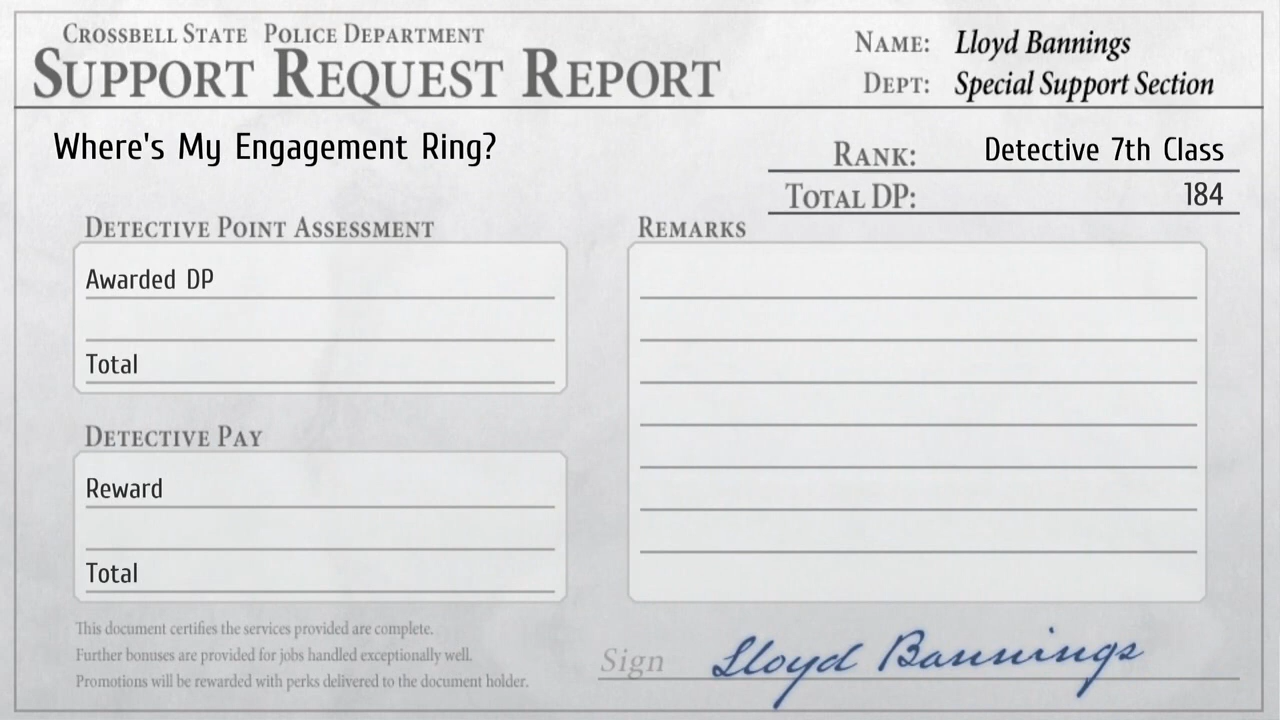 Crossbell State Police Department
Support Request Report
Name: Lloyd Bannings
Dept: Special Support Section
Where's My Engagement Ring?
Rank: Detective 7th Class
Total DP: 184
Detective Point Assessment
Awarded DP
Total
Detective Pay
Reward
Total
Remarks
This document certifies the services provided are complete.
Further bonuses are provided for jobs handled exceptionally well.
Promotions will be rewarded with perks delivered to the document holder.
Sign Lloyd Bannings